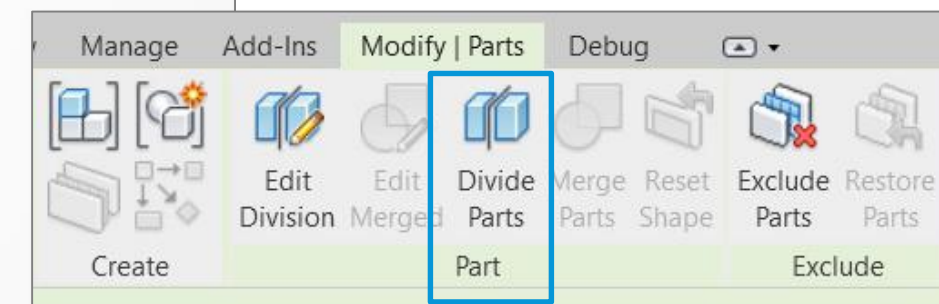 Manage Add-Ins Modify | Parts Debug
Edit Edit Divide Merge Reset Exclude Restore
Division Merged Parts Parts Shape Parts Parts
Create Part Exclude